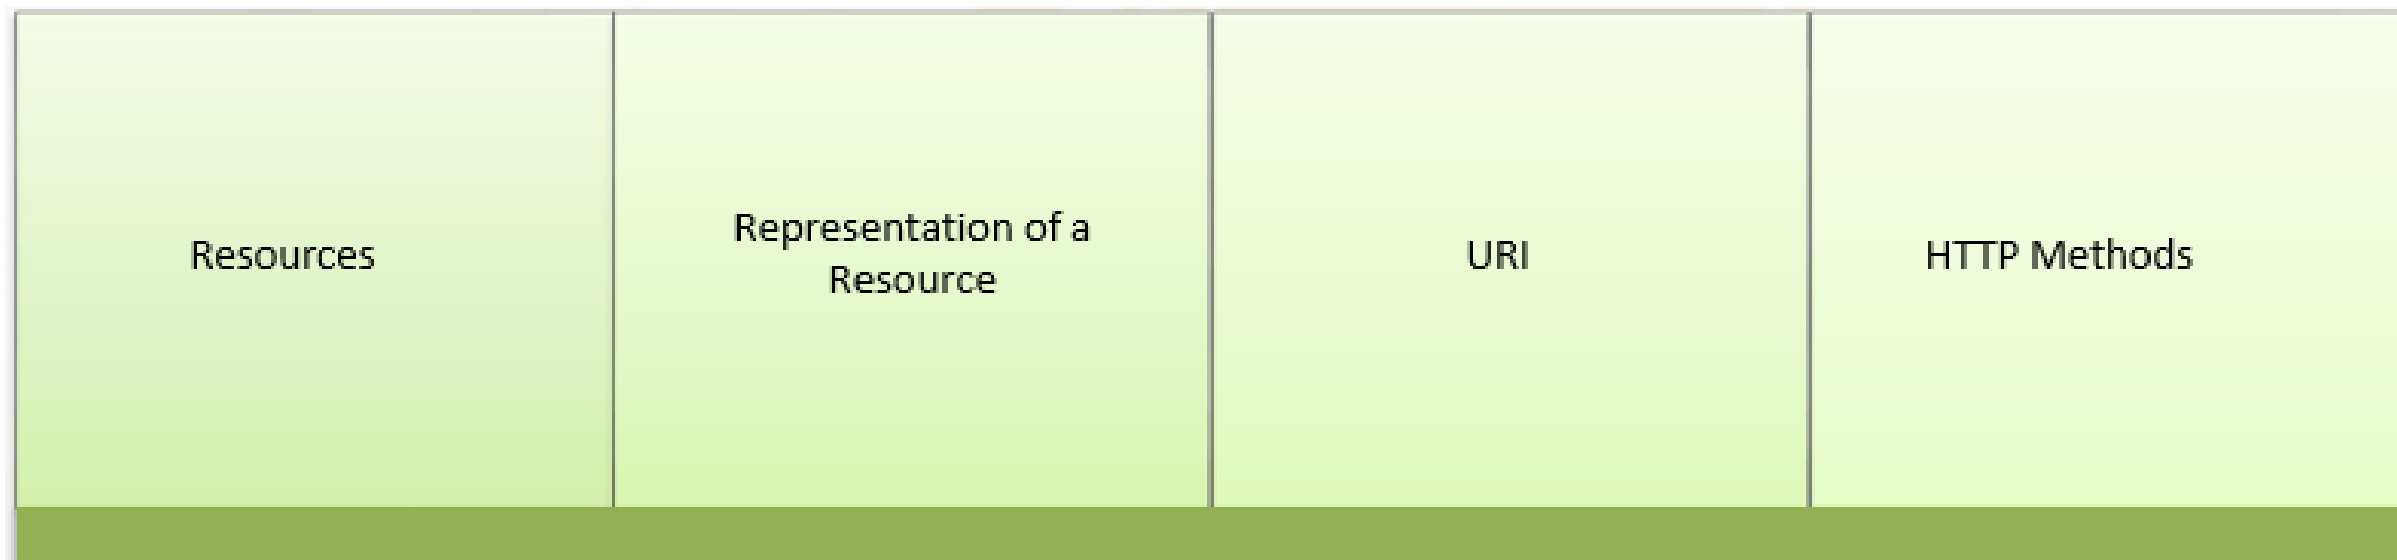 Resources
Representation of a
Resource
URI
HTTP Methods